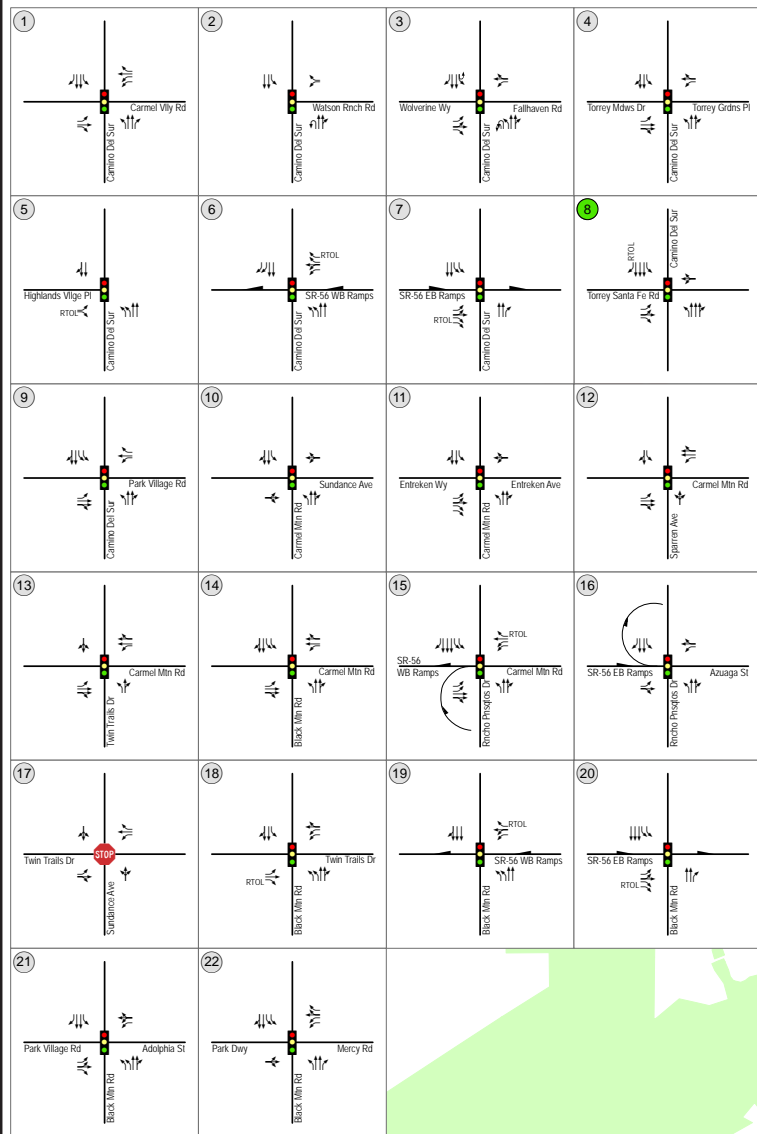 1
Carmel Vlly Rd
Camino Del Sur
2
Watson Rnch Rd
Camino Del Sur
3
Wolverine Wy
Fallhaven Rd
Camino Del Sur
4
Torrey Mdws Dr
Torrey Grdns Pl
Camino Del Sur
5
Highlands Vllge Pl
RTOL
Camino Del Sur
6
RTOL
SR-56 WB Ramps
Camino Del Sur
7
SR-56 EB Ramps
RTOL
Camino Del Sur
8
RTOL
Camino Del Sur
Torrey Santa Fe Rd
9
Park Village Rd
Camino Del Sur
10
Sundance Ave
Carmel Mtn Rd
11
Entreken Wy
Entreken Ave
Carmel Mtn Rd
12
Carmel Mtn Rd
Sparren Ave
13
Carmel Mtn Rd
Twin Trails Dr
14
Carmel Mtn Rd
Black Mtn Rd
15
RTOL
SR-56
WB Ramps
Carmel Mtn Rd
Rncho Pnsqtos Dr
16
SR-56 EB Ramps
Azuaga St
Rncho Pnsqtos Dr
17
Twin Trails Dr
STOP
Sundance Ave
18
Twin Trails Dr
RTOL
Black Mtn Rd
19
RTOL
SR-56 WB Ramps
Black Mtn Rd
20
SR-56 EB Ramps
RTOL
Black Mtn Rd
21
Park Village Rd
Adolphia St
Black Mtn Rd
22
Park Dwy
Mercy Rd
Black Mtn Rd